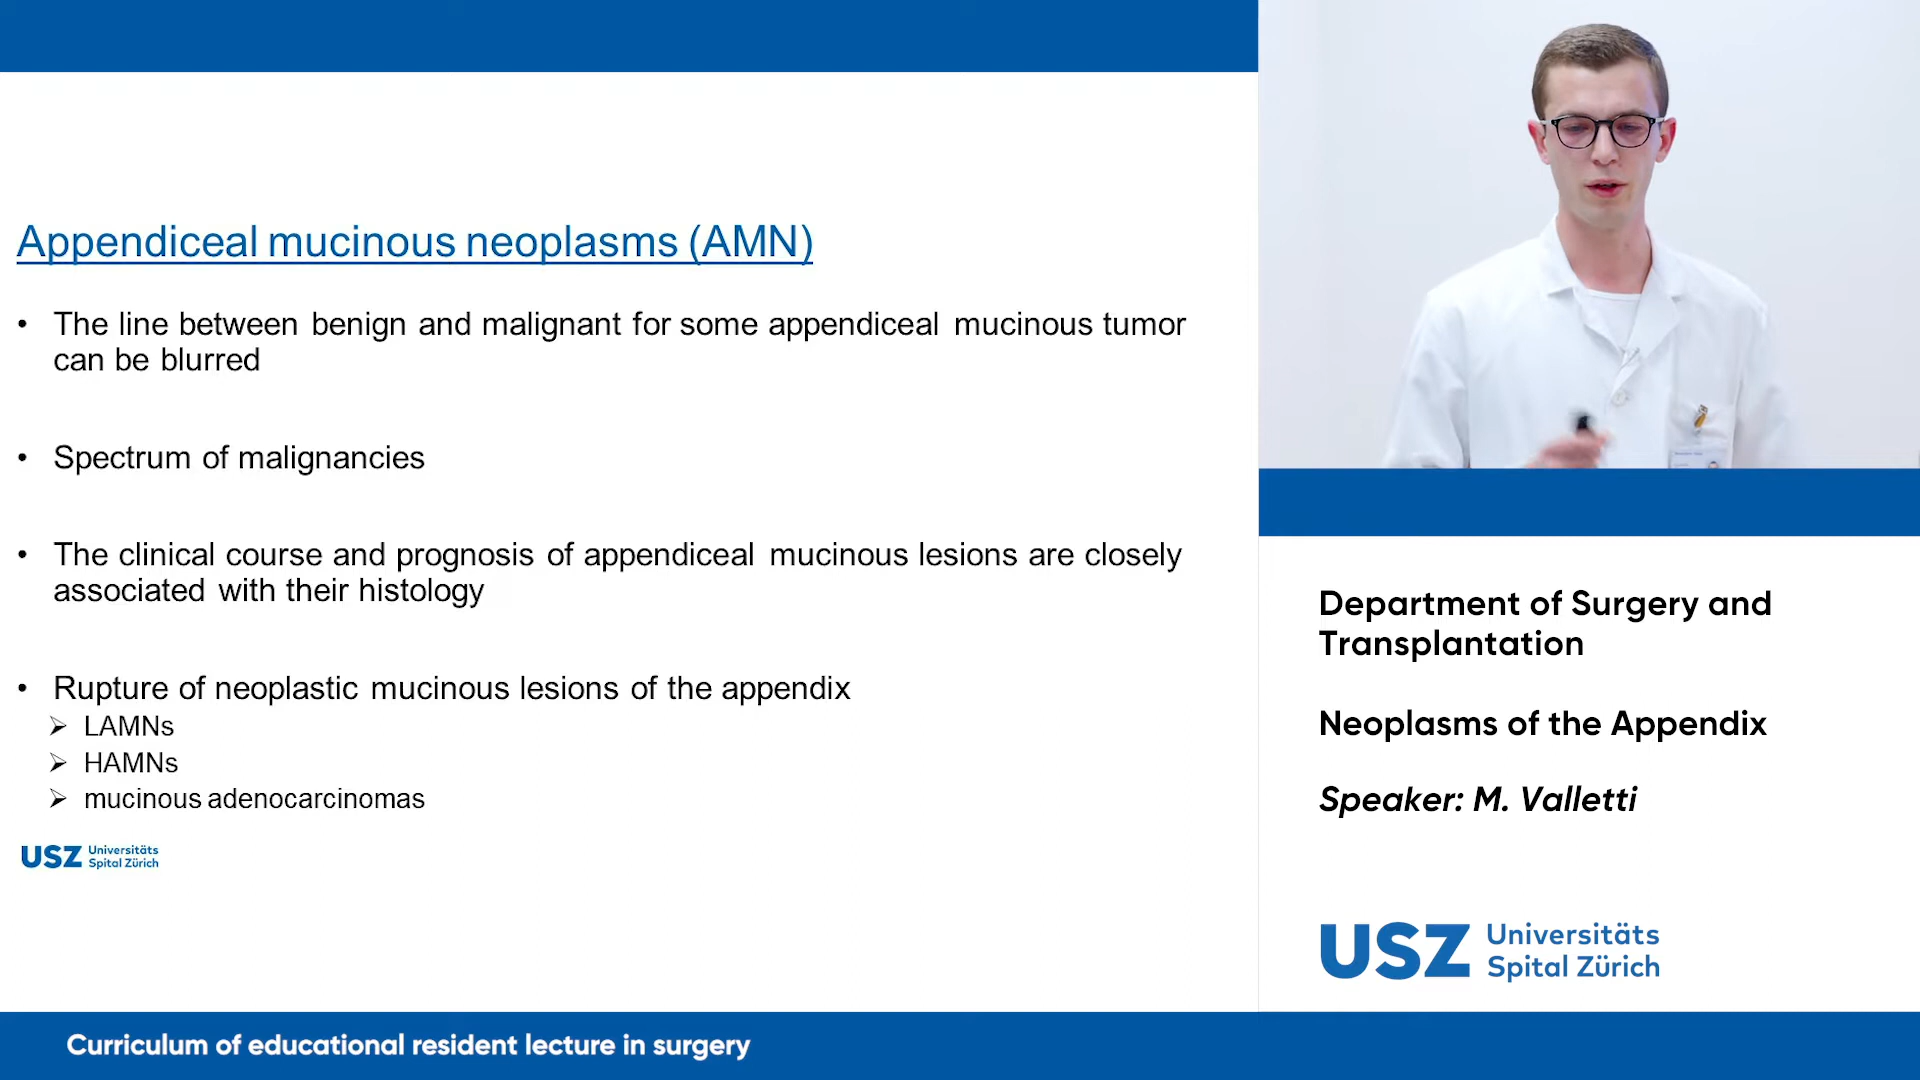 Appendiceal mucinous neoplasms (AMN)
• The line between benign and malignant for some appendiceal mucinous tumor
can be blurred
• Spectrum of malignancies
• The clinical course and prognosis of appendiceal mucinous lesions are closely
associated with their histology
• Rupture of neoplastic mucinous lesions of the appendix
➢ LAMNs
➢ HAMNs
➢ mucinous adenocarcinomas
USZ Universitäts
Spital Zürich
Department of Surgery and
Transplantation
Neoplasms of the Appendix
Speaker: M. Valletti
USZ Universitäts
Spital Zürich
Curriculum of educational resident lecture in surgery